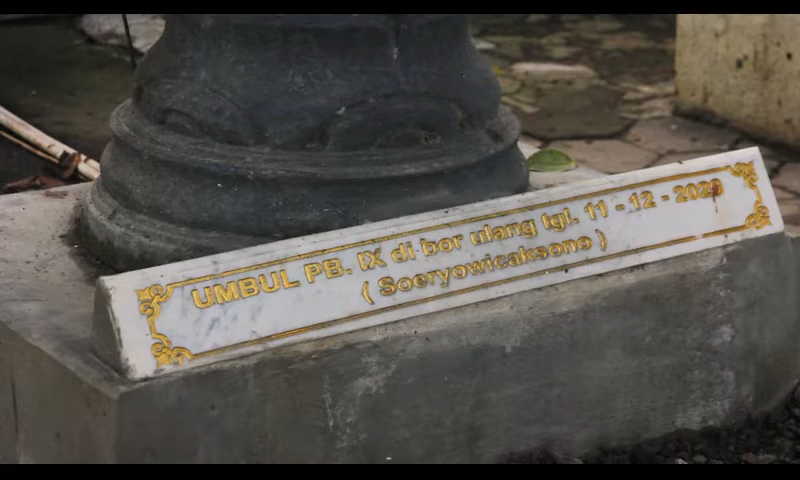 UMBUL PB. IX di bor ulang tgl. 11 - 12 - 2020
( Sooryowicaksono )